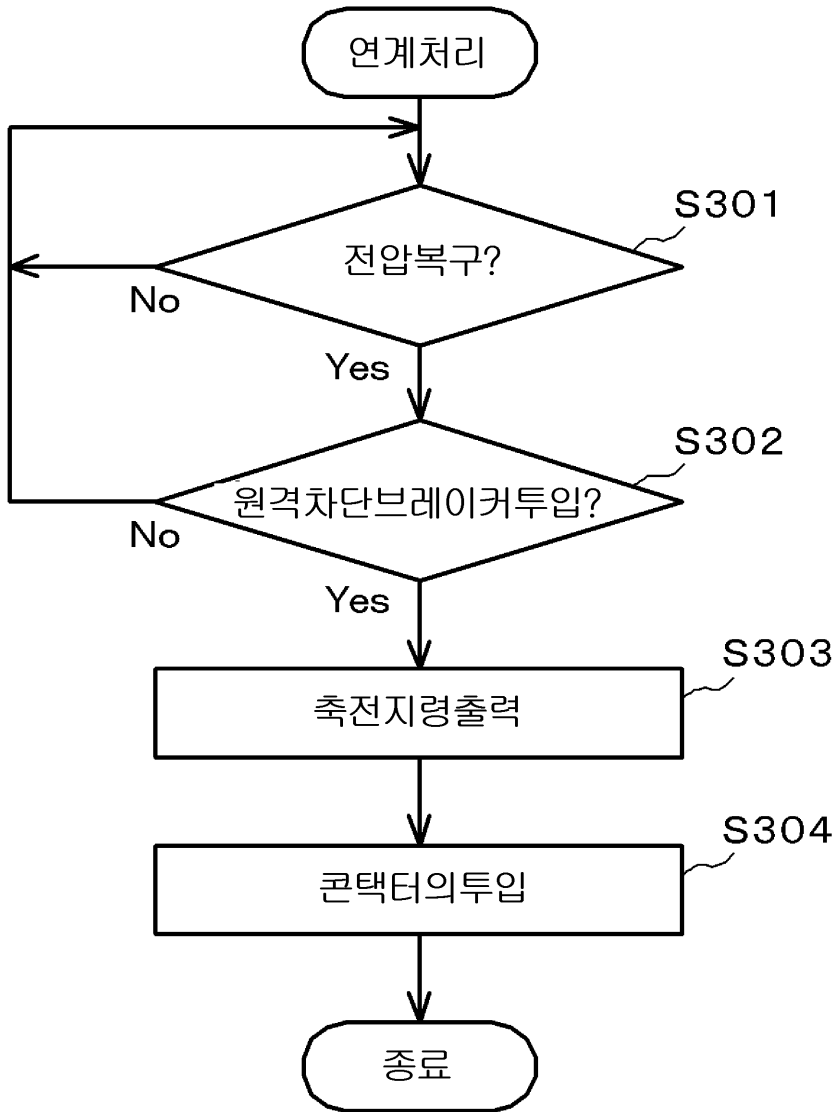 연계처리
S301
전압복구?
No
Yes
S302
원격차단브레이커투입?
No
Yes
S303
축전지령출력
S304
콘택터의투입
종료